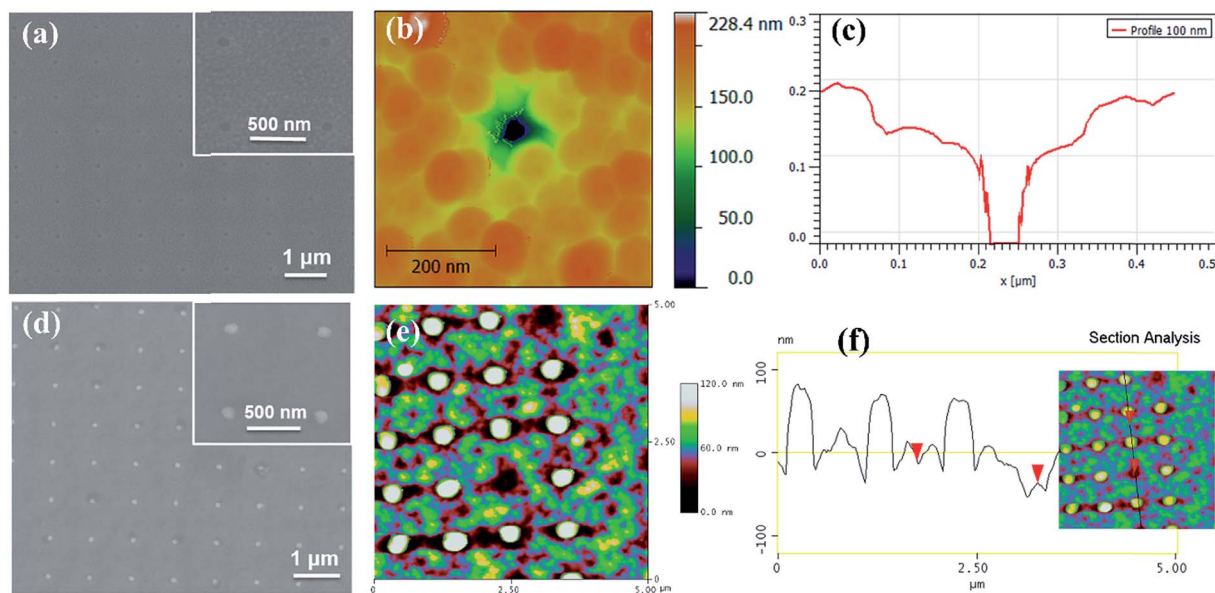 (a)
500 nm
1 µm
(b)
200 nm
228.4 nm
150.0
100.0
50.0
0.0
(c)
Profile 100 nm
0.3
0.2
0.1
0.0
0.0 0.1 0.2 0.3 0.4 0.5
x [µm]
(d)
500 nm
1 µm
(e)
5.00
2.50
0
0 2.50 5.00
µm
120.0 nm
60.0 nm
0.0 nm
(f)
Section Analysis
nm
100
0
-100
2.50
5.00
µm